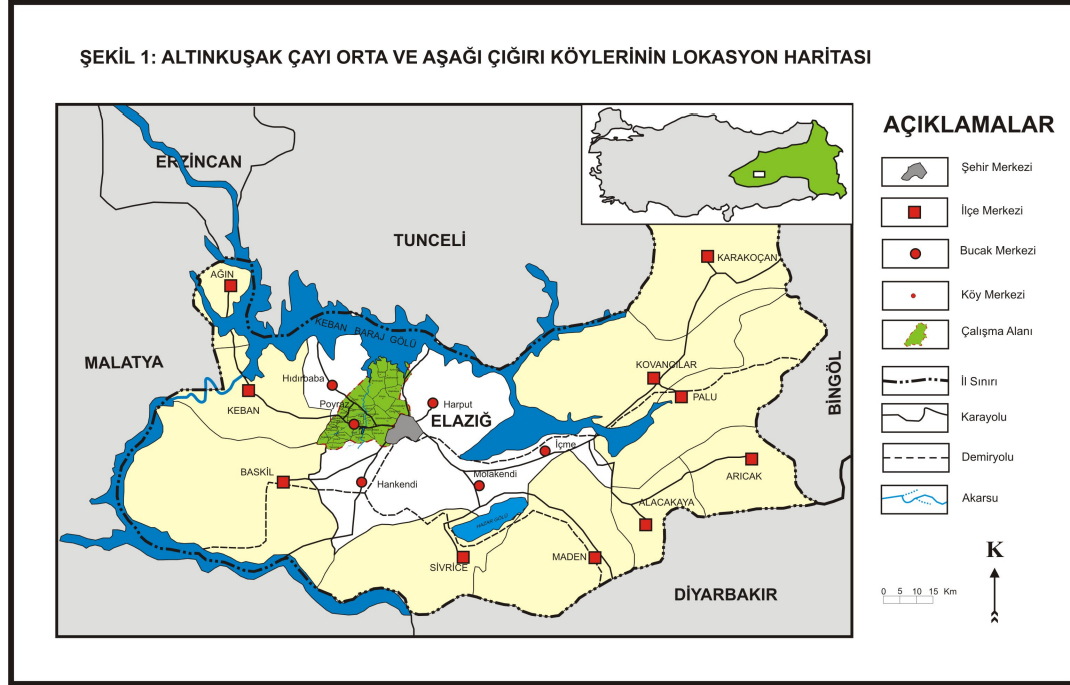 ŞEKİL 1: ALTINKUŞAK ÇAYI ORTA VE AŞAĞI ÇIĞIRI KÖYLERİNİN LOKASYON HARİTASI
ERZİNCAN
TUNCELİ
AĞIN
KARAKOÇAN
KEBAN BARAJ GÖLÜ
MALATYA
BİNGÖL
KOVANCILAR
Hıdırbaba
KEBAN
PALU
Poyraz
Harput
ELAZIĞ
İçme
BASKİL
Hankendi
Mollakendi
ARICAK
ALACAKAYA
HAZAR GÖLÜ
SİVRİCE
MADEN
DİYARBAKIR
AÇIKLAMALAR
Şehir Merkezi
İlçe Merkezi
Bucak Merkezi
Köy Merkezi
Çalışma Alanı
İl Sınırı
Karayolu
Demiryolu
Akarsu
K
0 5 10 15 Km